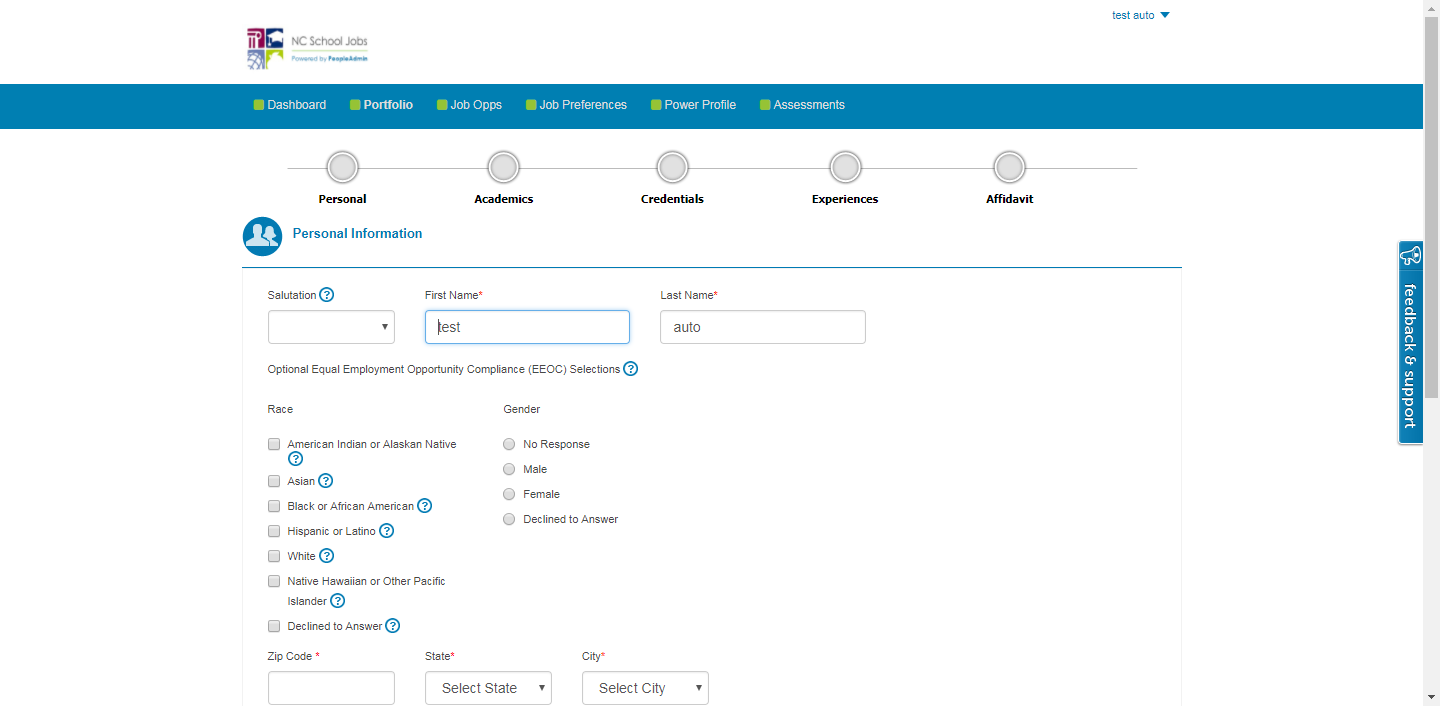 test auto
NC School Jobs
Powered by PeopleAdmin
Dashboard Portfolio Job Opps Job Preferences Power Profile Assessments
Personal Academics Credentials Experiences Affidavit
Personal Information
Salutation ? First Name* Last Name*
test auto
Optional Equal Employment Opportunity Compliance (EEOC) Selections ?
Race Gender
American Indian or Alaskan Native
?
No Response
Male
Asian ?
Female
Black or African American ?
Declined to Answer
Hispanic or Latino ?
White ?
Native Hawaiian or Other Pacific
Islander ?
Declined to Answer ?
Zip Code * State* City*
Select State Select City
feedback & support